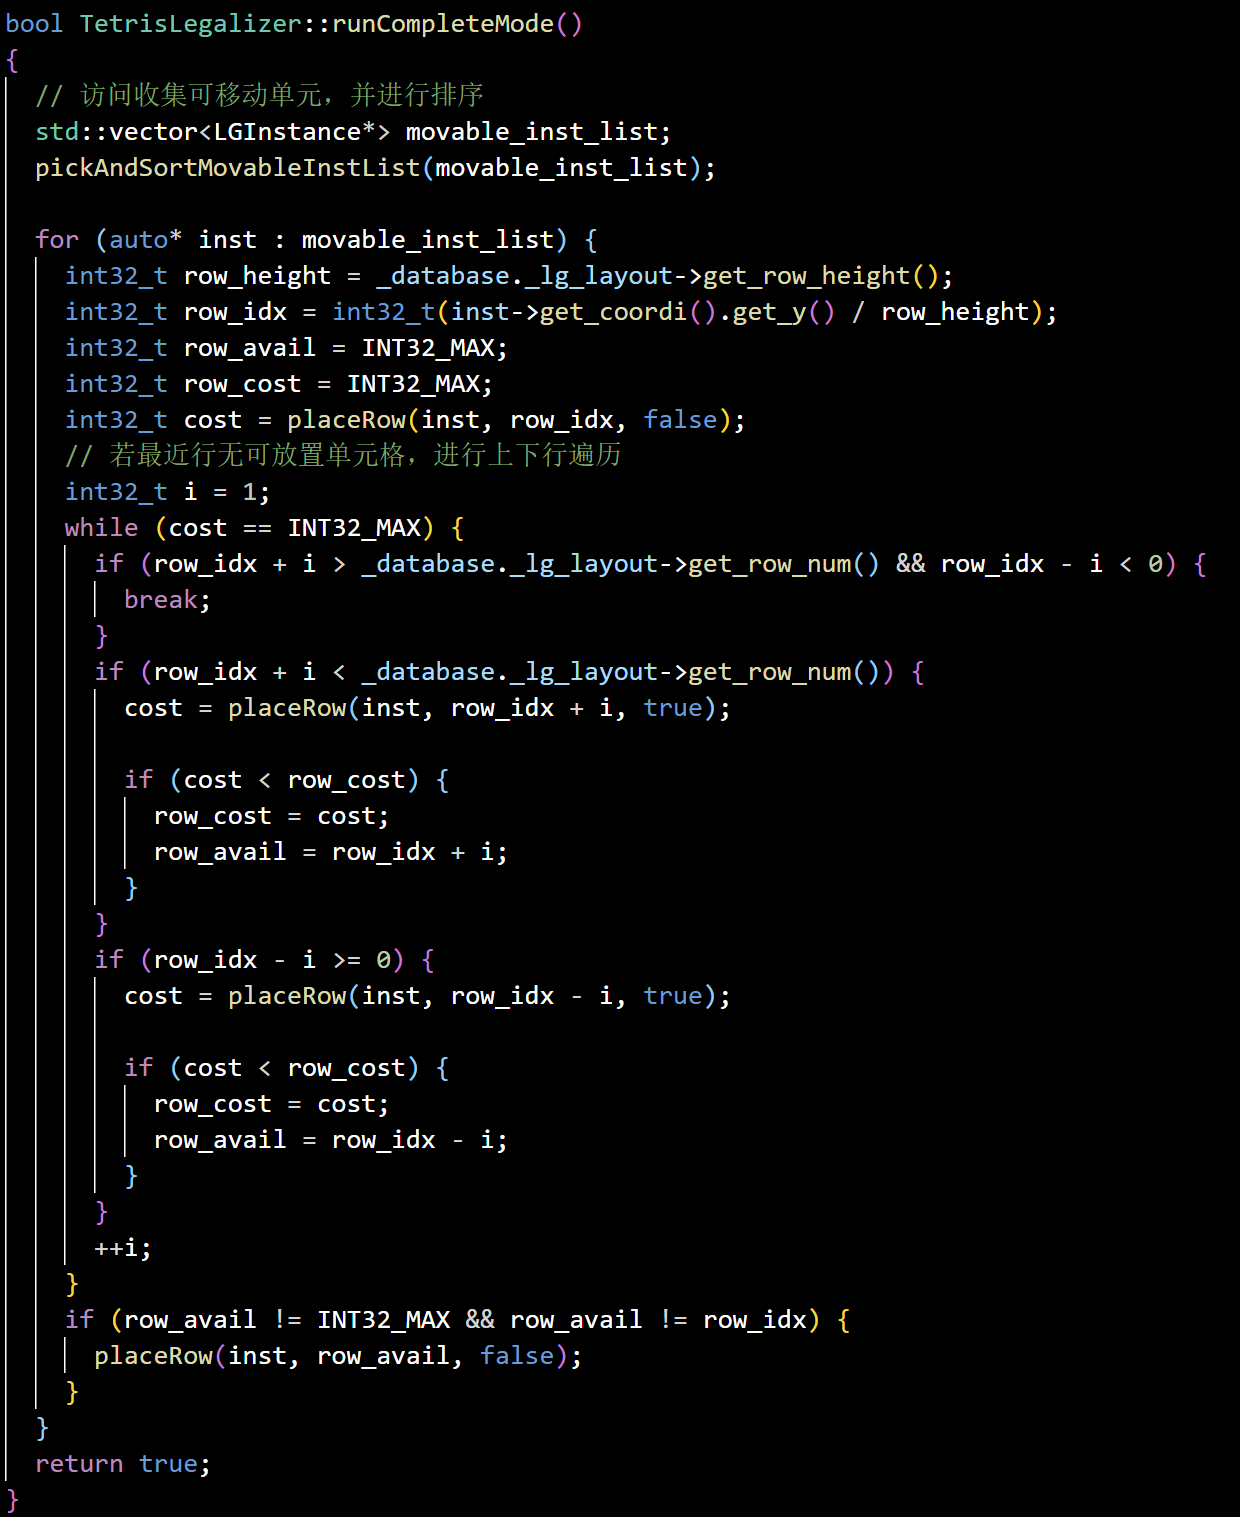 bool TetrisLegalizer::runCompleteMode()
{
  // 访问收集可移动单元，并进行排序
  std::vector<LGInstance*> movable_inst_list;
  pickAndSortMovableInstList(movable_inst_list);

  for (auto* inst : movable_inst_list) {
    int32_t row_height = _database._lg_layout->get_row_height();
    int32_t row_idx = int32_t(inst->get_coordi().get_y() / row_height);
    int32_t row_avail = INT32_MAX;
    int32_t row_cost = INT32_MAX;
    int32_t cost = placeRow(inst, row_idx, false);
    // 若最近行无可放置单元格，进行上下行遍历
    int32_t i = 1;
    while (cost == INT32_MAX) {
      if (row_idx + i > _database._lg_layout->get_row_num() && row_idx - i < 0) {
        break;
      }
      if (row_idx + i < _database._lg_layout->get_row_num()) {
        cost = placeRow(inst, row_idx + i, true);

        if (cost < row_cost) {
          row_cost = cost;
          row_avail = row_idx + i;
        }
      }
      if (row_idx - i >= 0) {
        cost = placeRow(inst, row_idx - i, true);

        if (cost < row_cost) {
          row_cost = cost;
          row_avail = row_idx - i;
        }
      }
      ++i;
    }
    if (row_avail != INT32_MAX && row_avail != row_idx) {
      placeRow(inst, row_avail, false);
    }
  }
  return true;
}